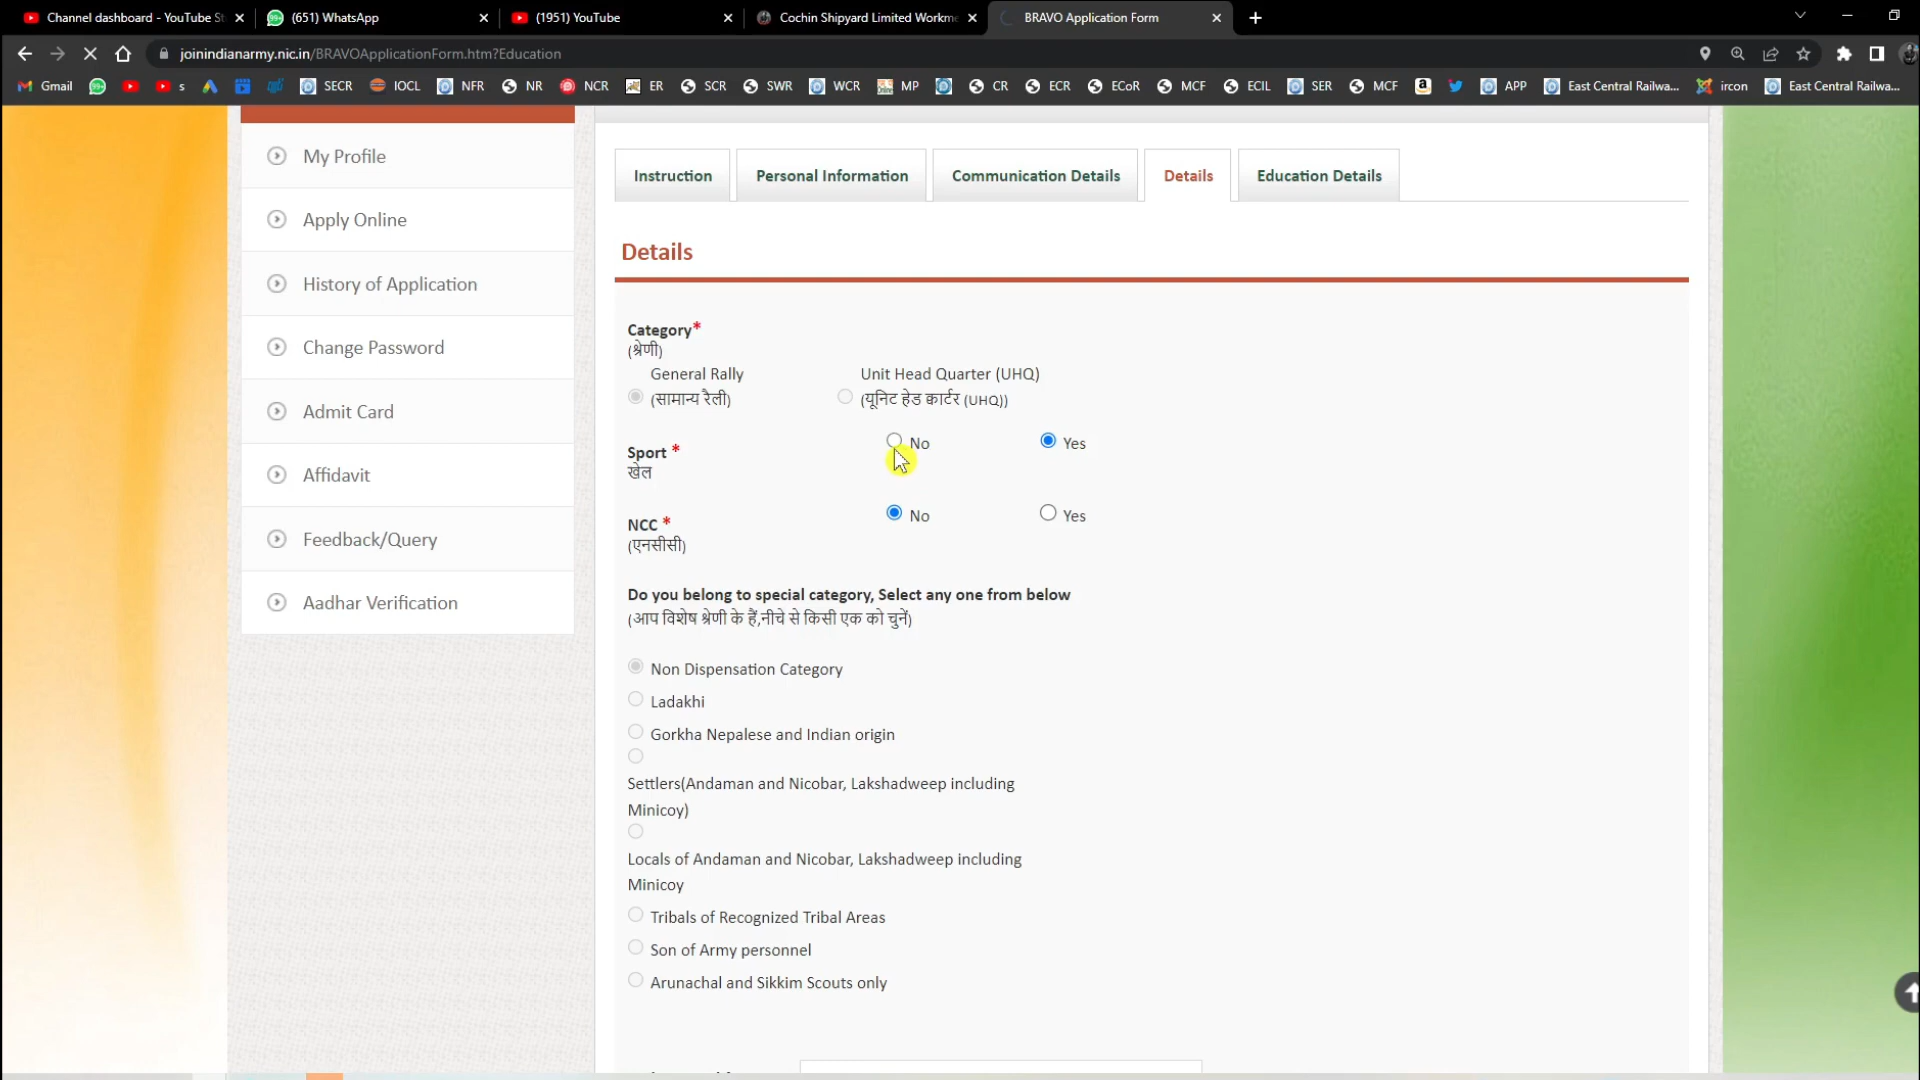 Channel dashboard - YouTube St
(651) WhatsApp
(1951) YouTube
Cochin Shipyard Limited Workme
BRAVO Application Form
joinindianarmy.nic.in/BRAVOApplicationForm.htm?Education
Gmail
s
SECR
IOCL
NFR
NR
NCR
ER
SCR
SWR
WCR
MP
CR
ECR
ECoR
MCF
ECIL
SER
MCF
APP
East Central Railwa...
ircon
East Central Railwa...
My Profile
Apply Online
History of Application
Change Password
Admit Card
Affidavit
Feedback/Query
Aadhar Verification
Instruction
Personal Information
Communication Details
Details
Education Details
Details
Category*
(श्रेणी)
General Rally
(सामान्य रैली)
Unit Head Quarter (UHQ)
(यूनिट हेड क्वार्टर (UHQ))
Sport *
खेल
No
Yes
NCC *
(एनसीसी)
No
Yes
Do you belong to special category, Select any one from below
(आप विशेष श्रेणी के हैं,नीचे से किसी एक को चुनें)
Non Dispensation Category
Ladakhi
Gorkha Nepalese and Indian origin
Settlers(Andaman and Nicobar, Lakshadweep including
Minicoy)
Locals of Andaman and Nicobar, Lakshadweep including
Minicoy
Tribals of Recognized Tribal Areas
Son of Army personnel
Arunachal and Sikkim Scouts only